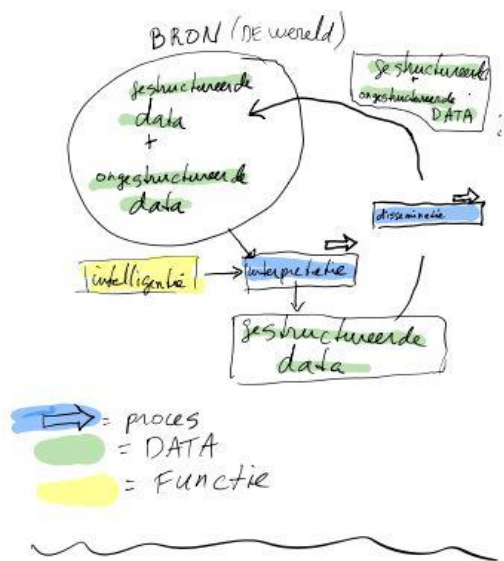 BRON (DE wereld)
gestructureerde
data
+
ongestructureerde
data
gestructureerde
+
ongestructureerde
DATA
disseminatie
intelligentie
interpretatie
gestructureerde
data
= proces
= DATA
= Functie